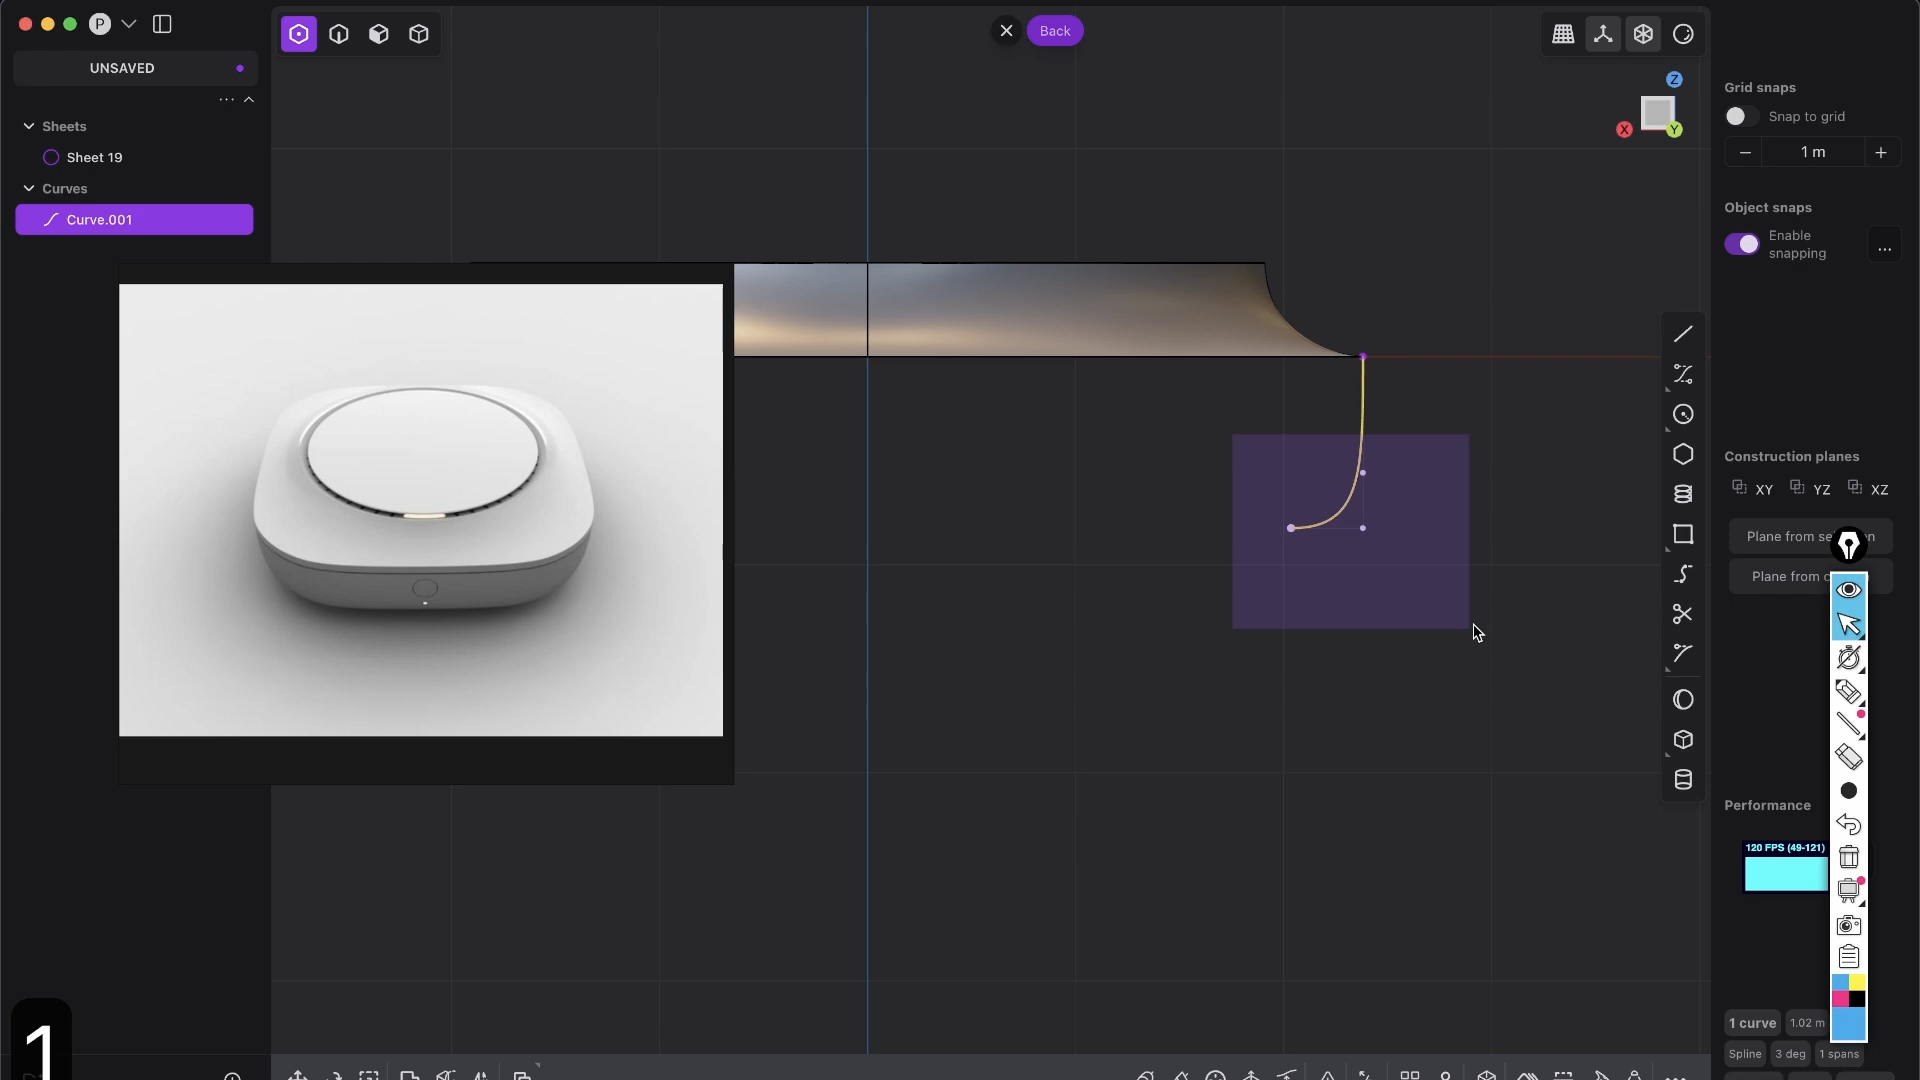 P
UNSAVED
Sheets
Sheet 19
Curves
Curve.001
Back
Z
X
Y
Grid snaps
Snap to grid
1 m
Object snaps
Enable
snapping
Construction planes
XY
YZ
XZ
Plane from se
n
Plane from c
Performance
120 FPS (49-121)
1 curve
1.02 m
Spline
3 deg
1 spans
1